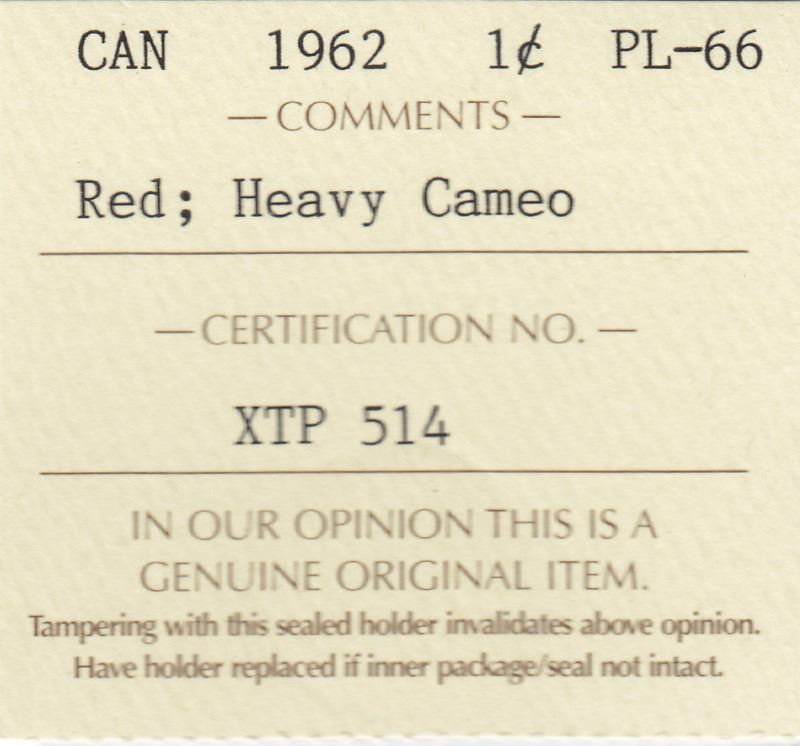 CAN 1962 1¢ PL-66
— COMMENTS —
Red; Heavy Cameo
— CERTIFICATION NO. —
XTP 514
IN OUR OPINION THIS IS A
GENUINE ORIGINAL ITEM.
Tampering with this sealed holder invalidates above opinion.
Have holder replaced if inner package/seal not intact.